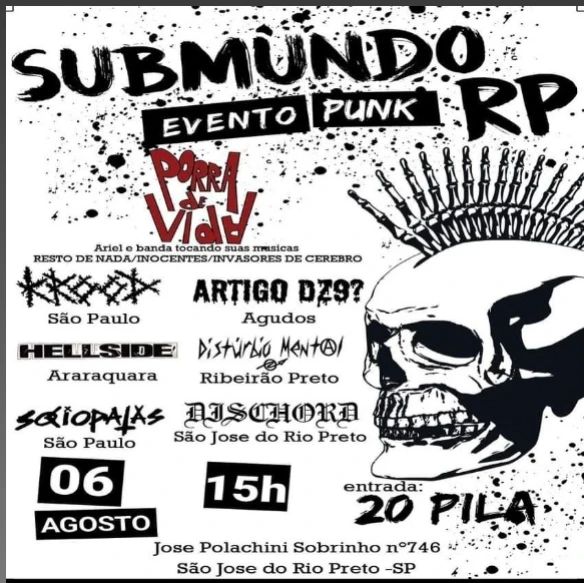 SUBMUNDO
EVENTO PUNK RP
PORRA
de
VIDA
Ariel e banda tocando suas musicas
RESTO DE NADA/INOCENTES/INVASORES DE CEREBRO
KROOK
São Paulo
ARTIGO DZ9?
Agudos
HELLSIDE
Araraquara
DiStúrbio MentAl
Ribeirão Preto
SOCIOPATAS
São Paulo
DISCHORD
São Jose do Rio Preto
06
AGOSTO
15h
entrada:
20 PILA
Jose Polachini Sobrinho nº746
São Jose do Rio Preto -SP